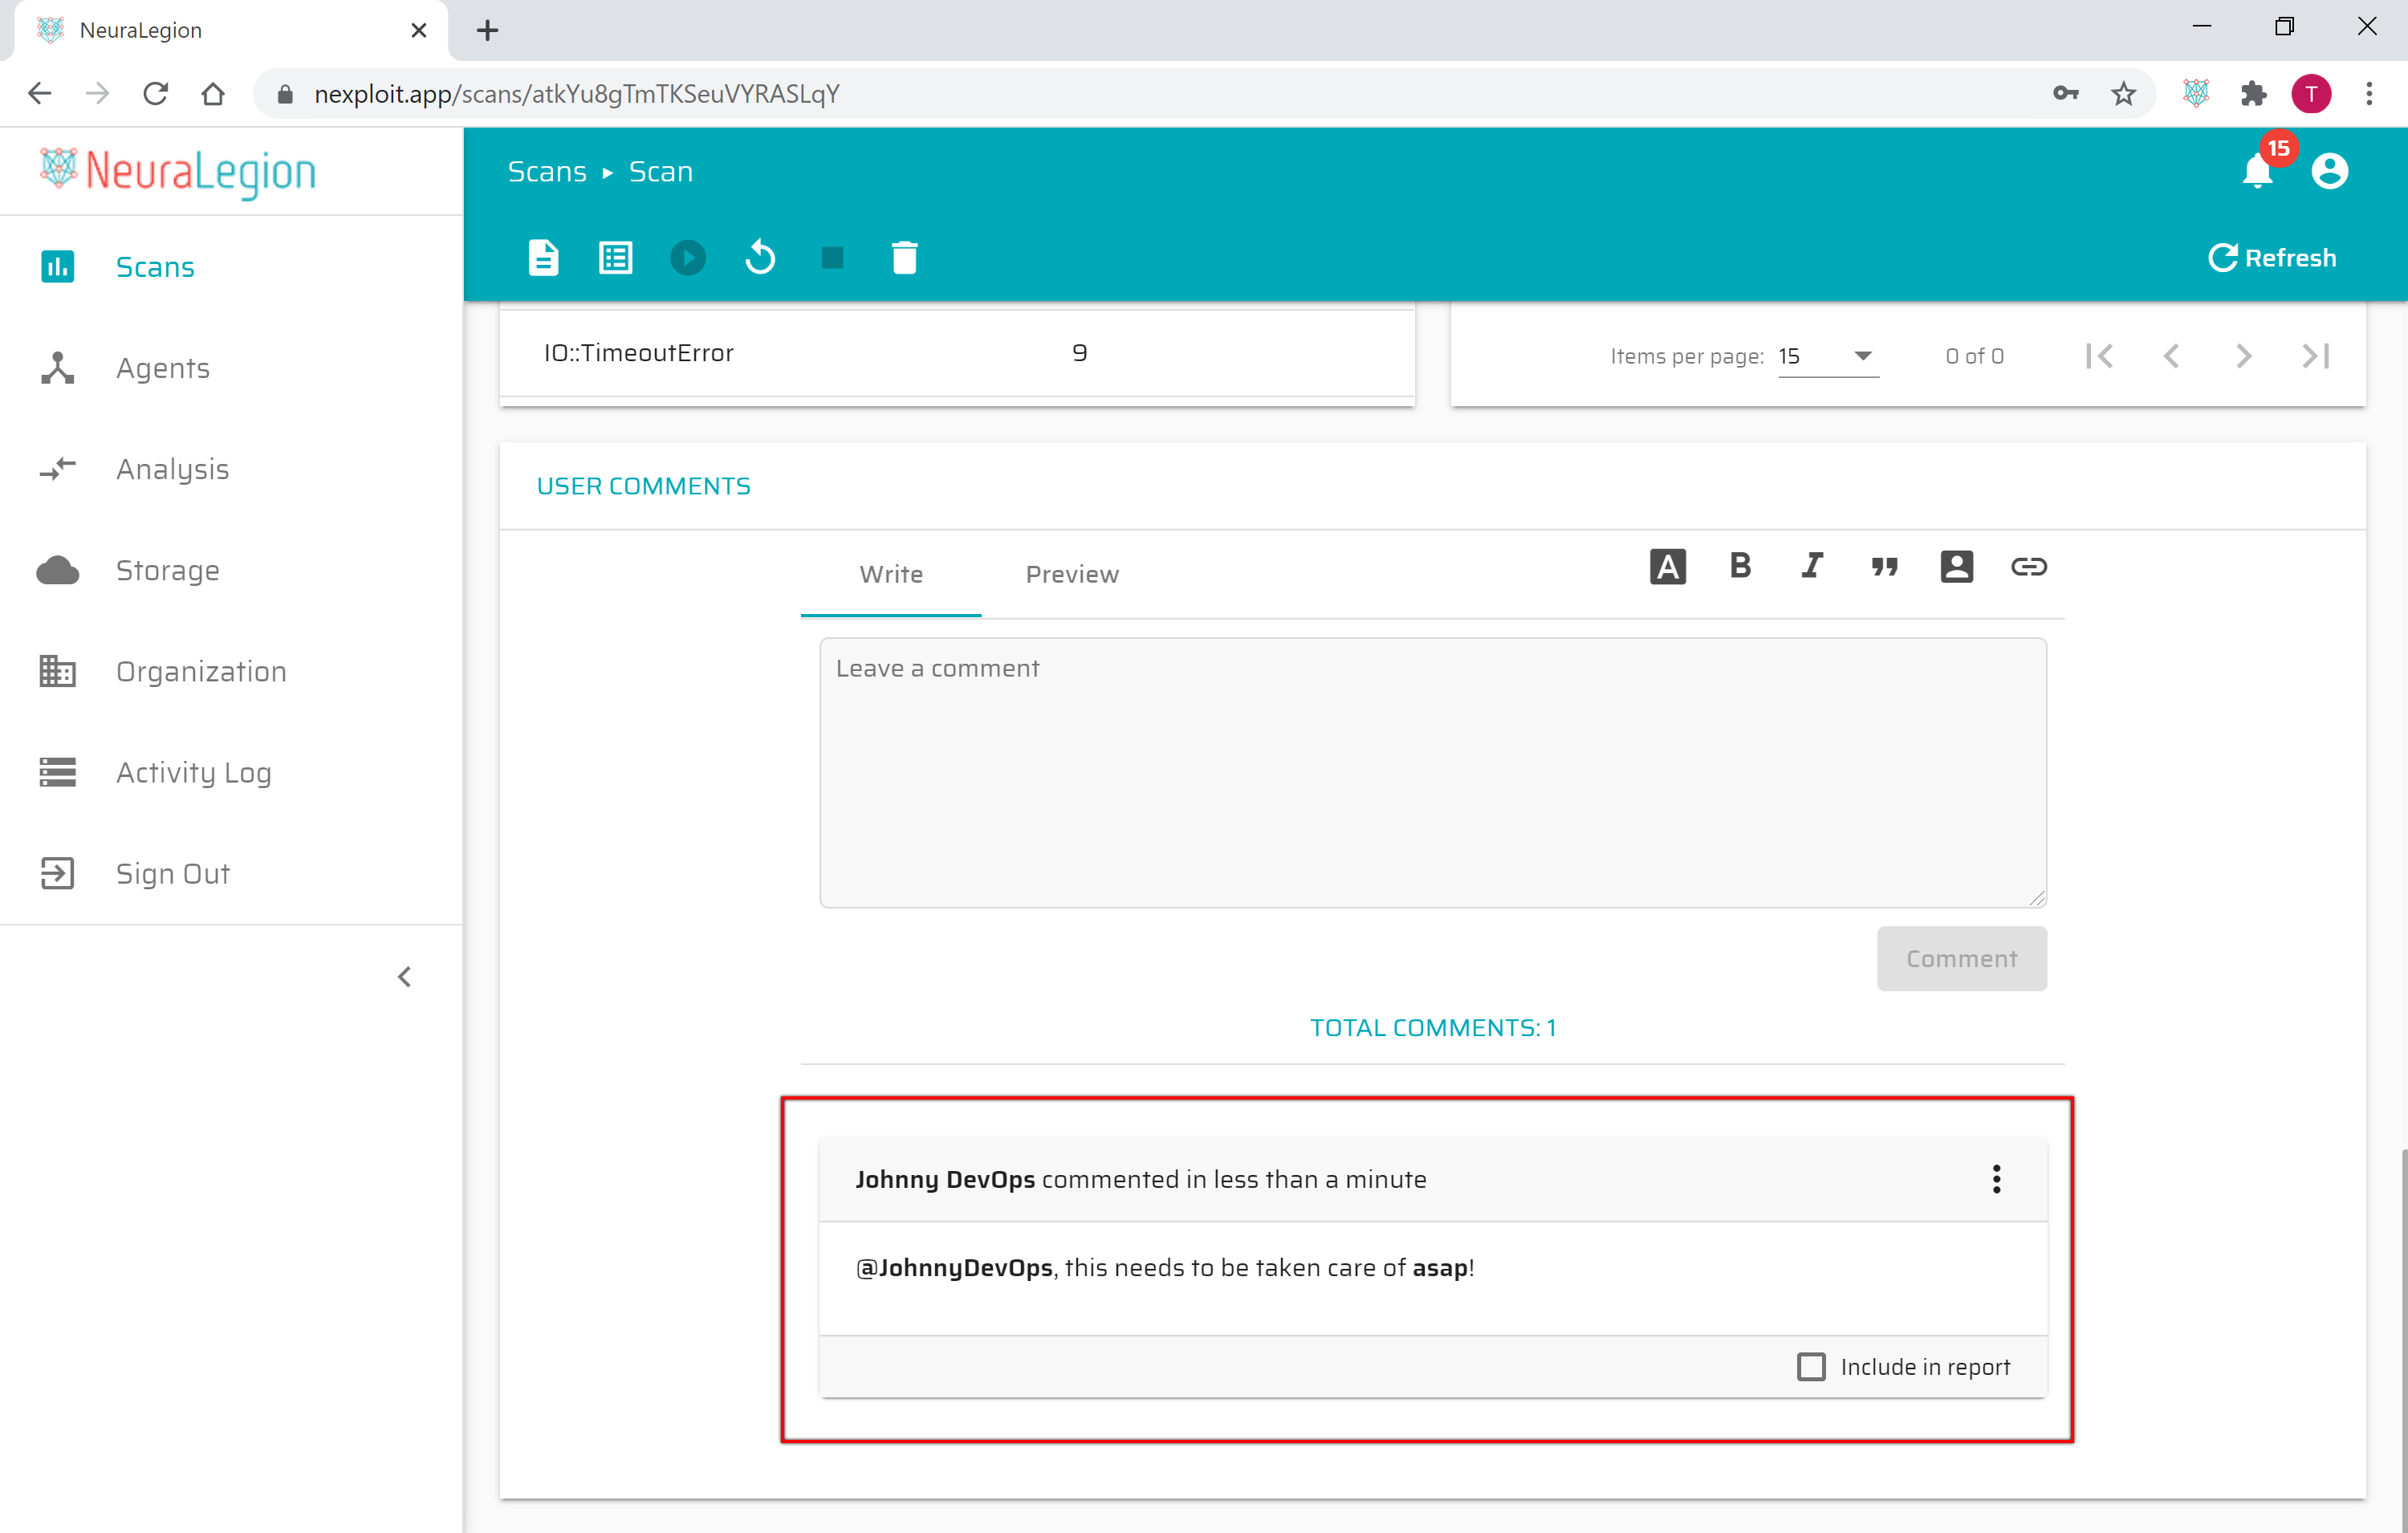 NeuraLegion
nexploit.app/scans/atkYu8gTmTKSeuVYRASLqY
T
NeuraLegion
Scans ▸ Scan
15
Refresh
Scans
Agents
Analysis
Storage
Organization
Activity Log
Sign Out
IO::TimeoutError 9
Items per page: 15 0 of 0
USER COMMENTS
Write Preview
A B I
Leave a comment
Comment
TOTAL COMMENTS: 1
Johnny DevOps commented in less than a minute
@JohnnyDevOps, this needs to be taken care of asap!
Include in report